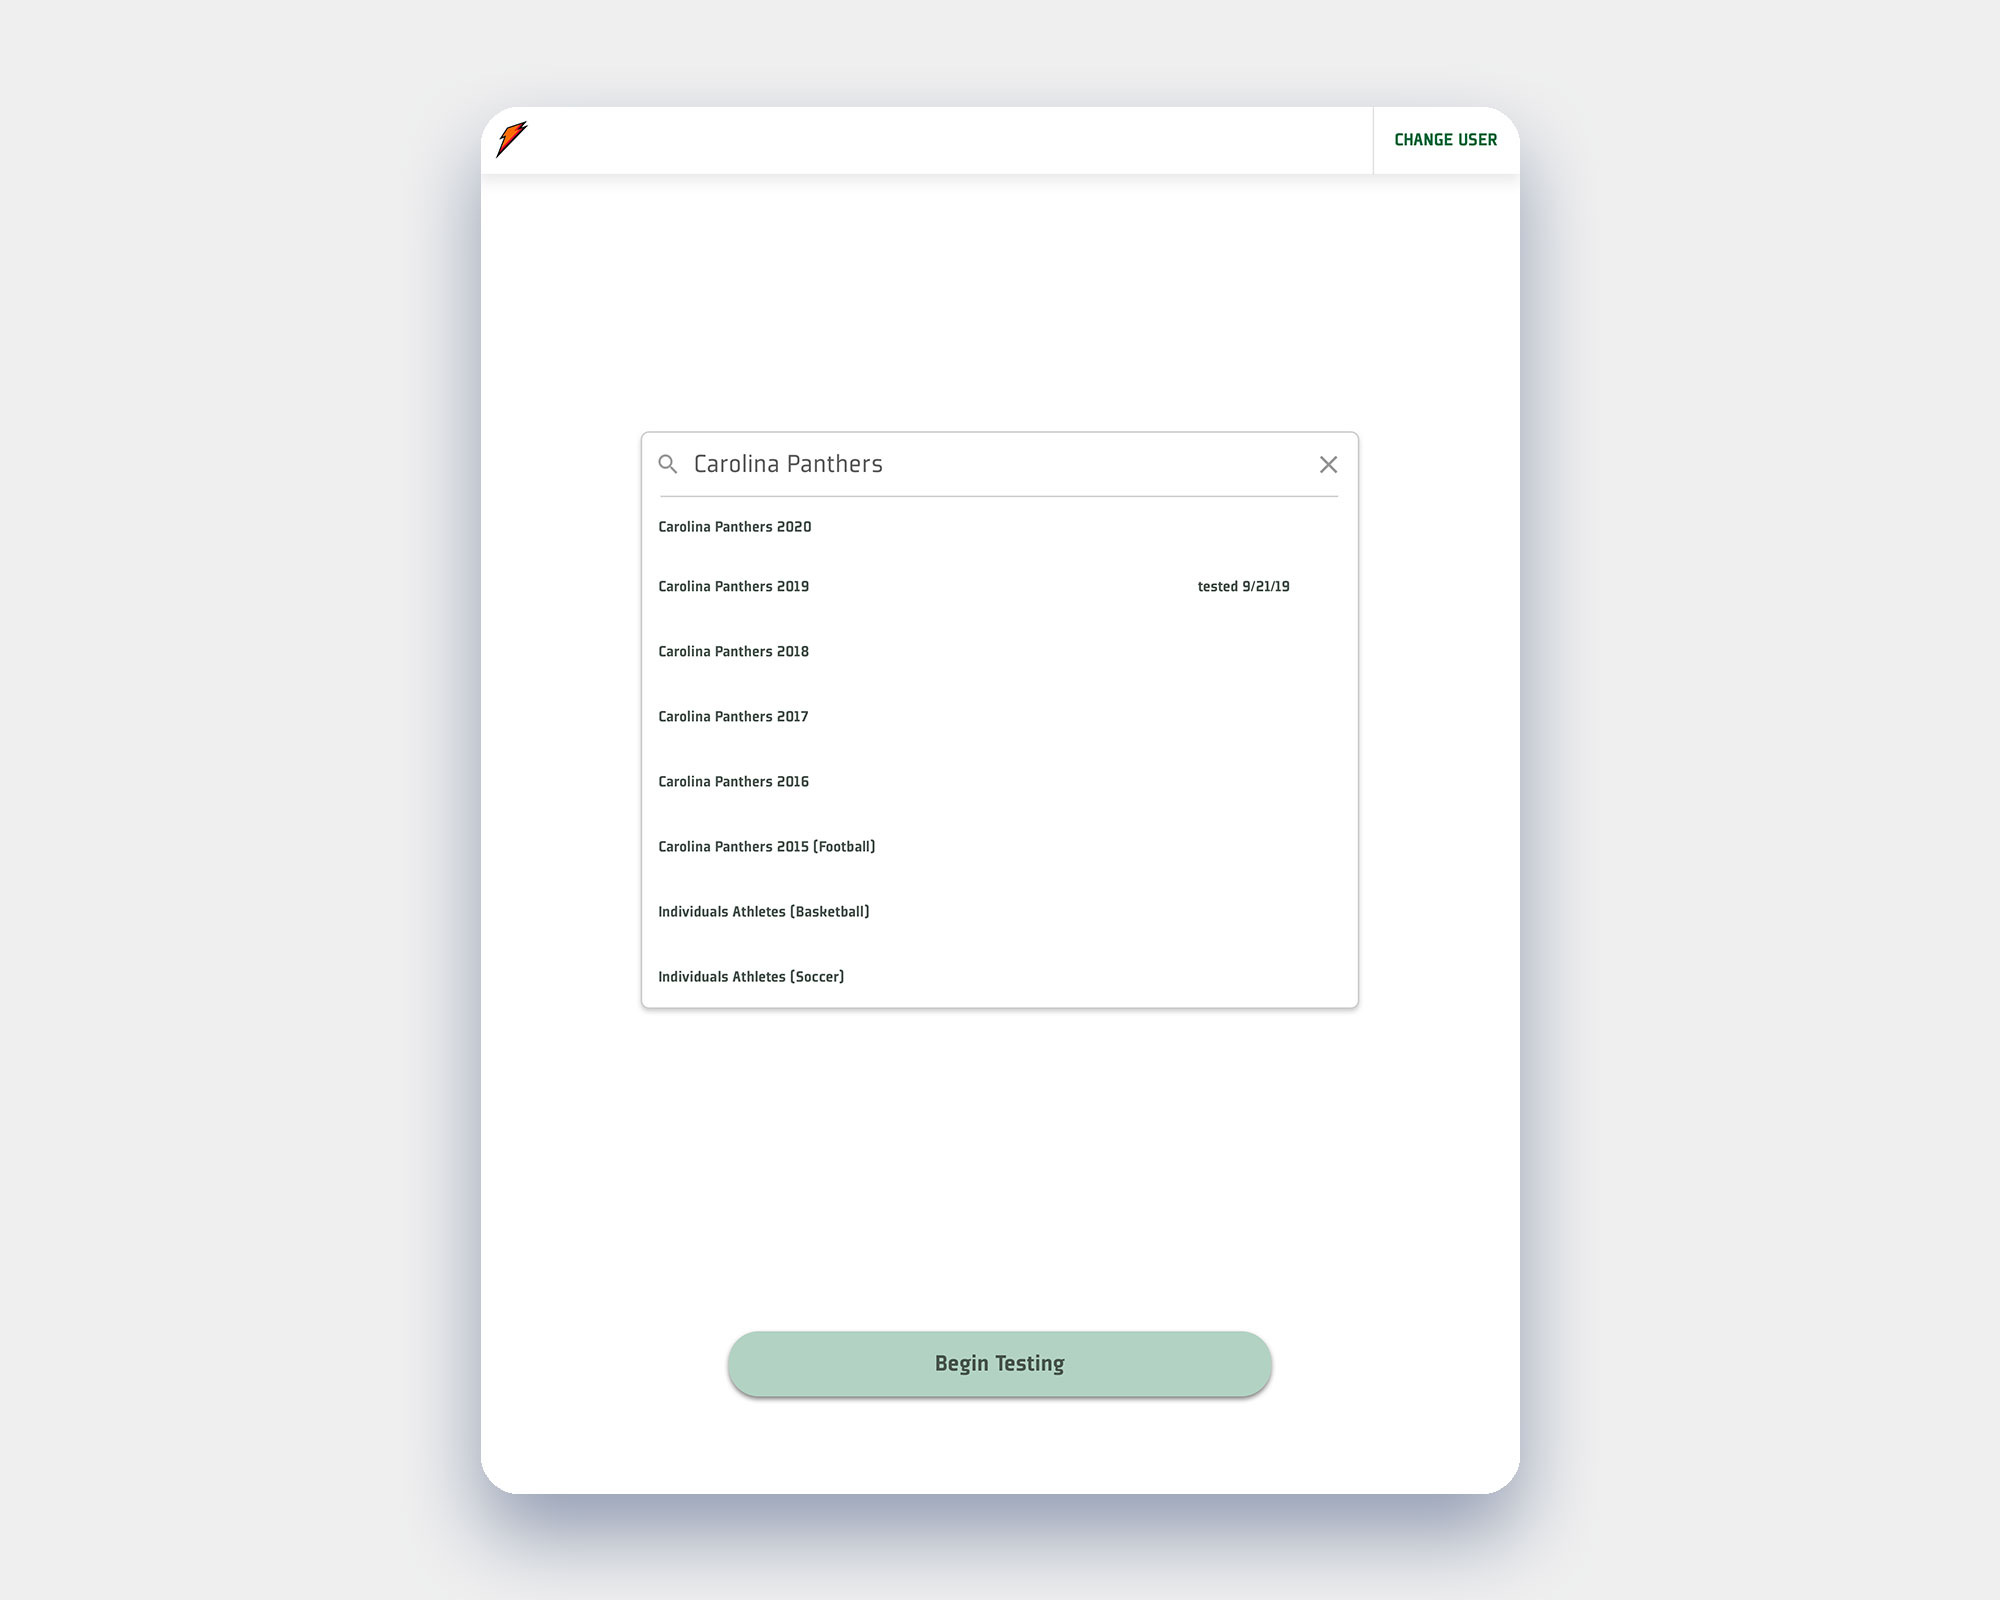 CHANGE USER
Carolina Panthers
Carolina Panthers 2020
Carolina Panthers 2019 tested 9/21/19
Carolina Panthers 2018
Carolina Panthers 2017
Carolina Panthers 2016
Carolina Panthers 2015 (Football)
Individuals Athletes (Basketball)
Individuals Athletes (Soccer)
Begin Testing